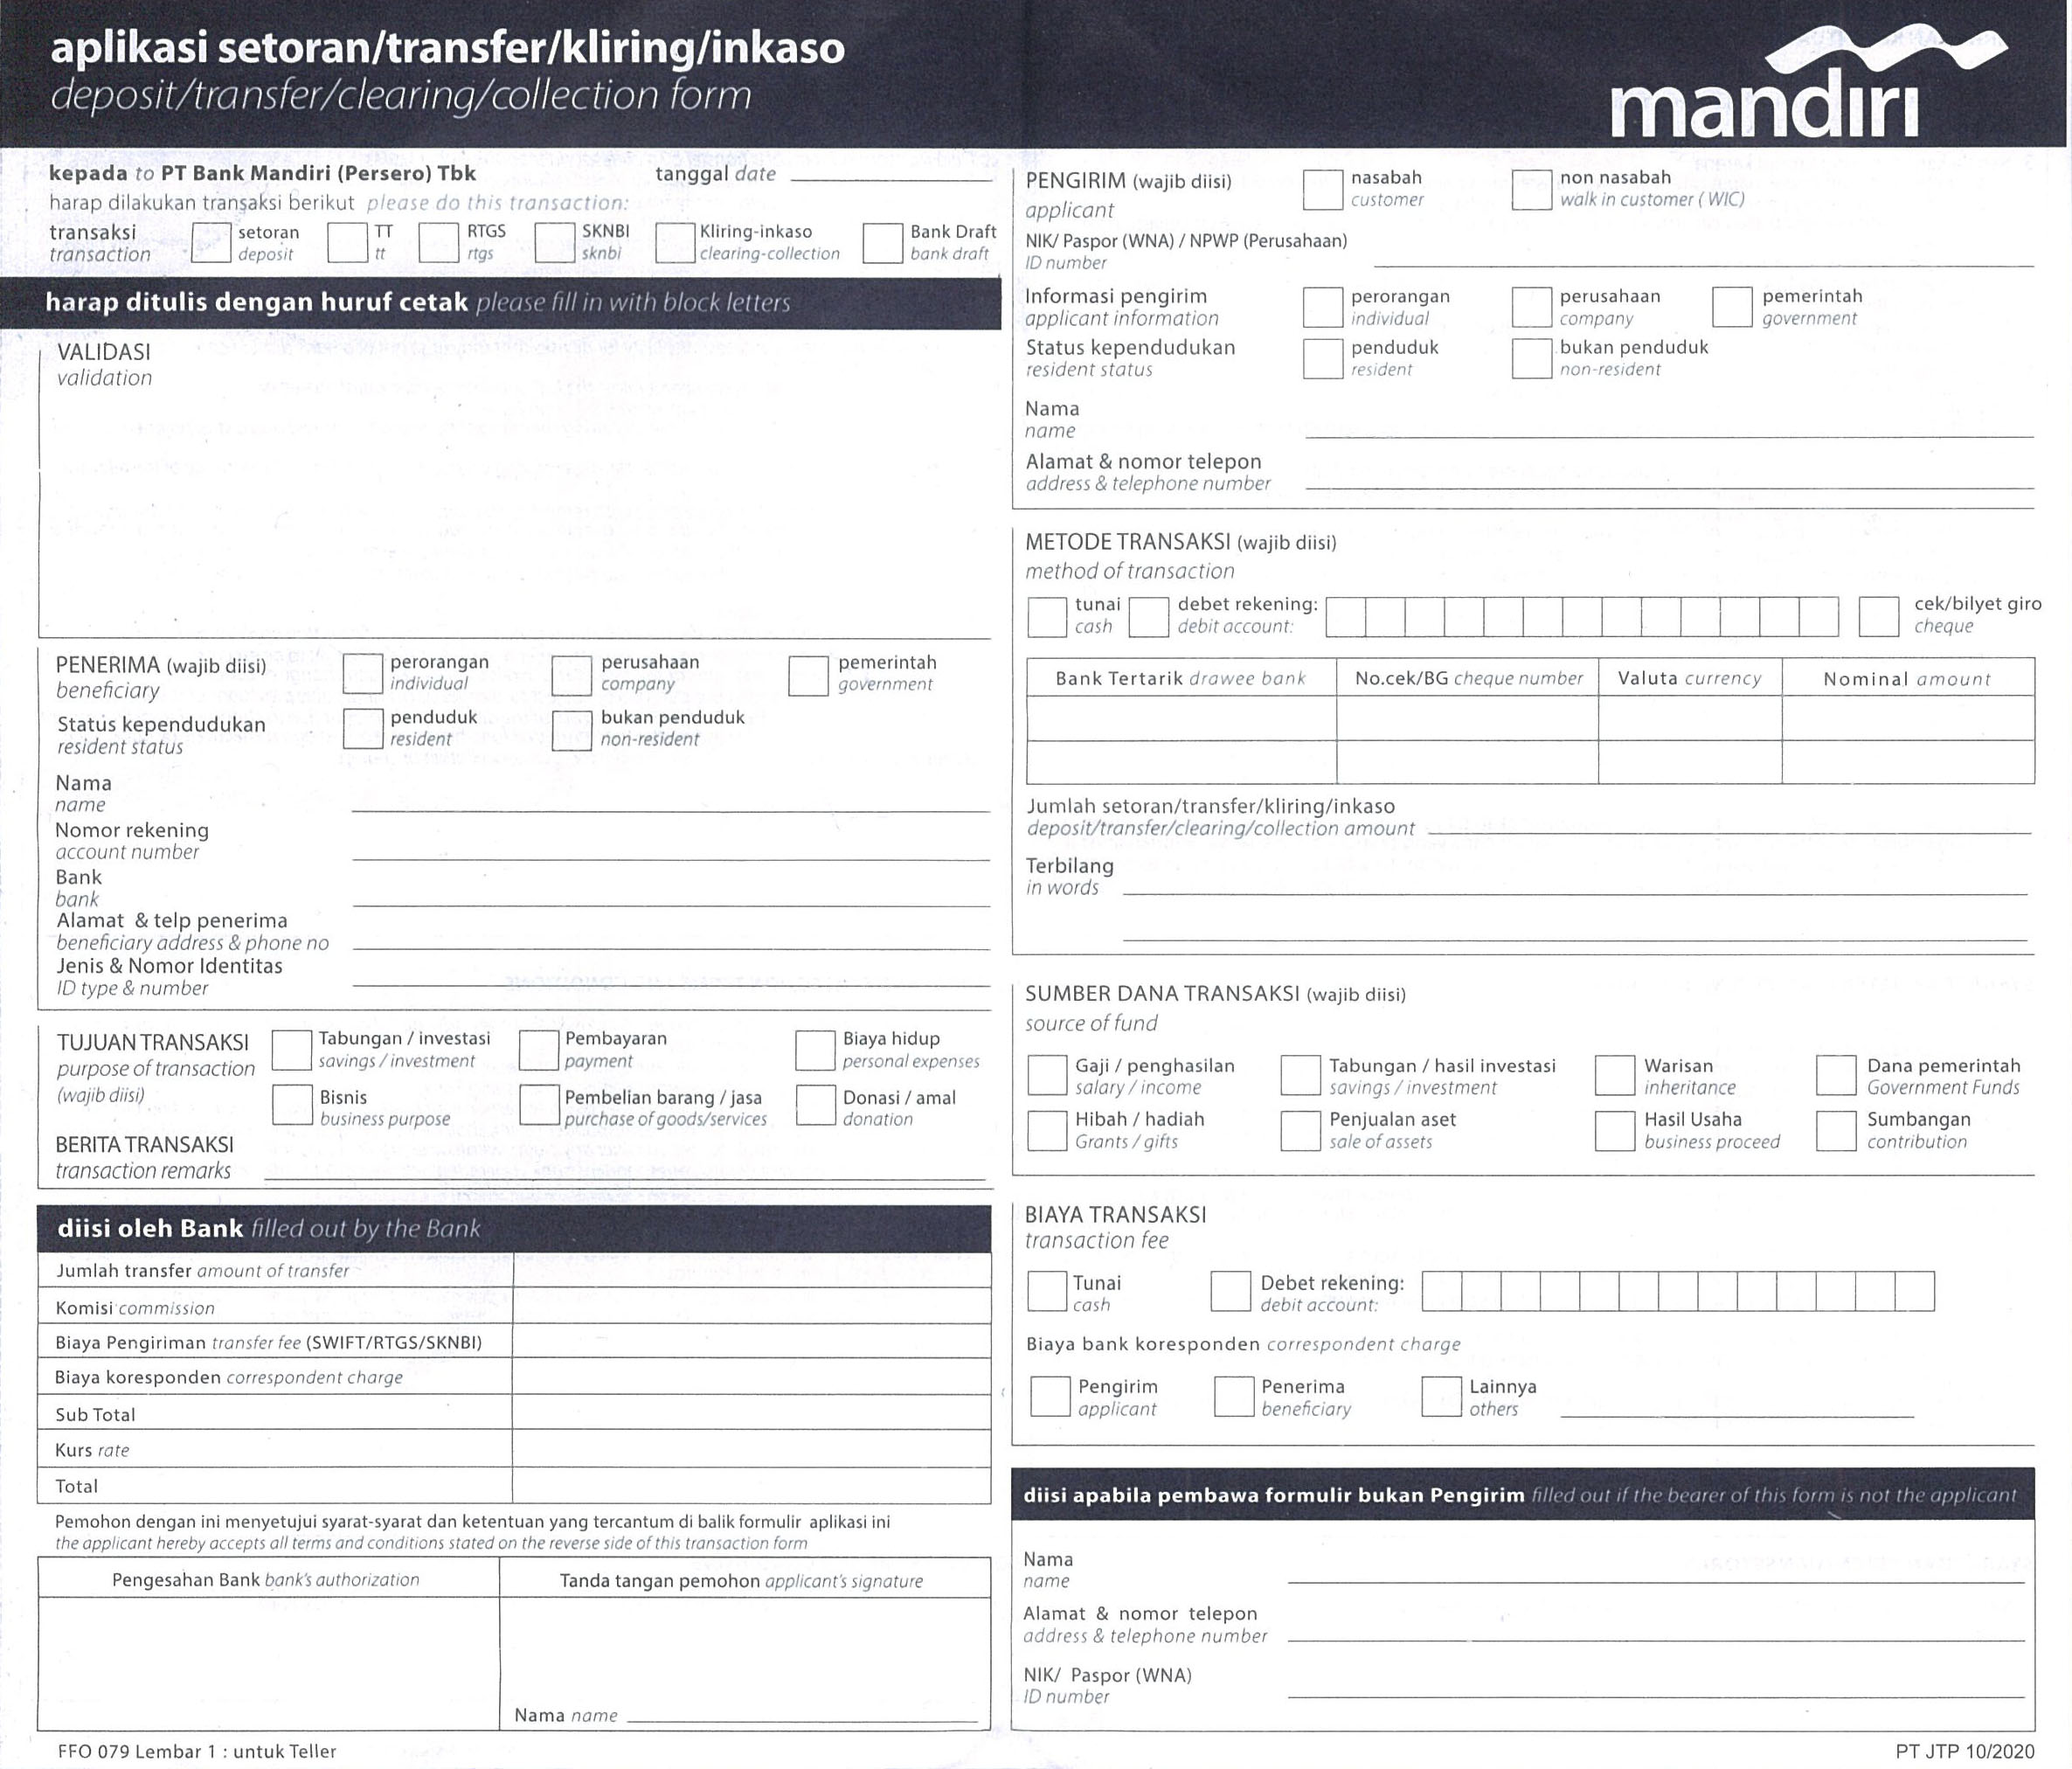 aplikasi setoran/transfer/kliring/inkaso
deposit/transfer/clearing/collection form
mandiri
kepada to PT Bank Mandiri (Persero) Tbk
tanggal date
harap dilakukan transaksi berikut please do this transaction:
transaksi
transaction
setoran
deposit
TT
tt
RTGS
rtgs
SKNBI
sknbi
Kliring-inkaso
clearing-collection
Bank Draft
bank draft
harap ditulis dengan huruf cetak please fill in with block letters
VALIDASI
validation
PENERIMA (wajib diisi)
beneficiary
perorangan
individual
perusahaan
company
pemerintah
government
Status kependudukan
resident status
penduduk
resident
bukan penduduk
non-resident
Nama
name
Nomor rekening
account number
Bank
bank
Alamat & telp penerima
beneficiary address & phone no
Jenis & Nomor Identitas
ID type & number
TUJUAN TRANSAKSI
purpose of transaction
(wajib diisi)
Tabungan / investasi
savings / investment
Pembayaran
payment
Biaya hidup
personal expenses
Bisnis
business purpose
Pembelian barang / jasa
purchase of goods/services
Donasi / amal
donation
BERITA TRANSAKSI
transaction remarks
diisi oleh Bank filled out by the Bank
Jumlah transfer amount of transfer
Komisi commission
Biaya Pengiriman transfer fee (SWIFT/RTGS/SKNBI)
Biaya koresponden correspondent charge
Sub Total
Kurs rate
Total
Pemohon dengan ini menyetujui syarat-syarat dan ketentuan yang tercantum di balik formulir aplikasi ini
the applicant hereby accepts all terms and conditions stated on the reverse side of this transaction form
Pengesahan Bank bank's authorization
Tanda tangan pemohon applicant's signature
Nama name
FFO 079 Lembar 1 : untuk Teller
PENGIRIM (wajib diisi)
applicant
nasabah
customer
non nasabah
walk in customer ( WIC)
NIK/ Paspor (WNA) / NPWP (Perusahaan)
ID number
Informasi pengirim
applicant information
perorangan
individual
perusahaan
company
pemerintah
government
Status kependudukan
resident status
penduduk
resident
bukan penduduk
non-resident
Nama
name
Alamat & nomor telepon
address & telephone number
METODE TRANSAKSI (wajib diisi)
method of transaction
tunai
cash
debet rekening:
debit account:
cek/bilyet giro
cheque
Bank Tertarik drawee bank
No.cek/BG cheque number
Valuta currency
Nominal amount
Jumlah setoran/transfer/kliring/inkaso
deposit/transfer/clearing/collection amount
Terbilang
in words
SUMBER DANA TRANSAKSI (wajib diisi)
source of fund
Gaji / penghasilan
salary / income
Tabungan / hasil investasi
savings / investment
Warisan
inheritance
Dana pemerintah
Government Funds
Hibah / hadiah
Grants / gifts
Penjualan aset
sale of assets
Hasil Usaha
business proceed
Sumbangan
contribution
BIAYA TRANSAKSI
transaction fee
Tunai
cash
Debet rekening:
debit account:
Biaya bank koresponden correspondent charge
Pengirim
applicant
Penerima
beneficiary
Lainnya
others
diisi apabila pembawa formulir bukan Pengirim filled out if the bearer of this form is not the applicant
Nama
name
Alamat & nomor telepon
address & telephone number
NIK/ Paspor (WNA)
ID number
PT JTP 10/2020